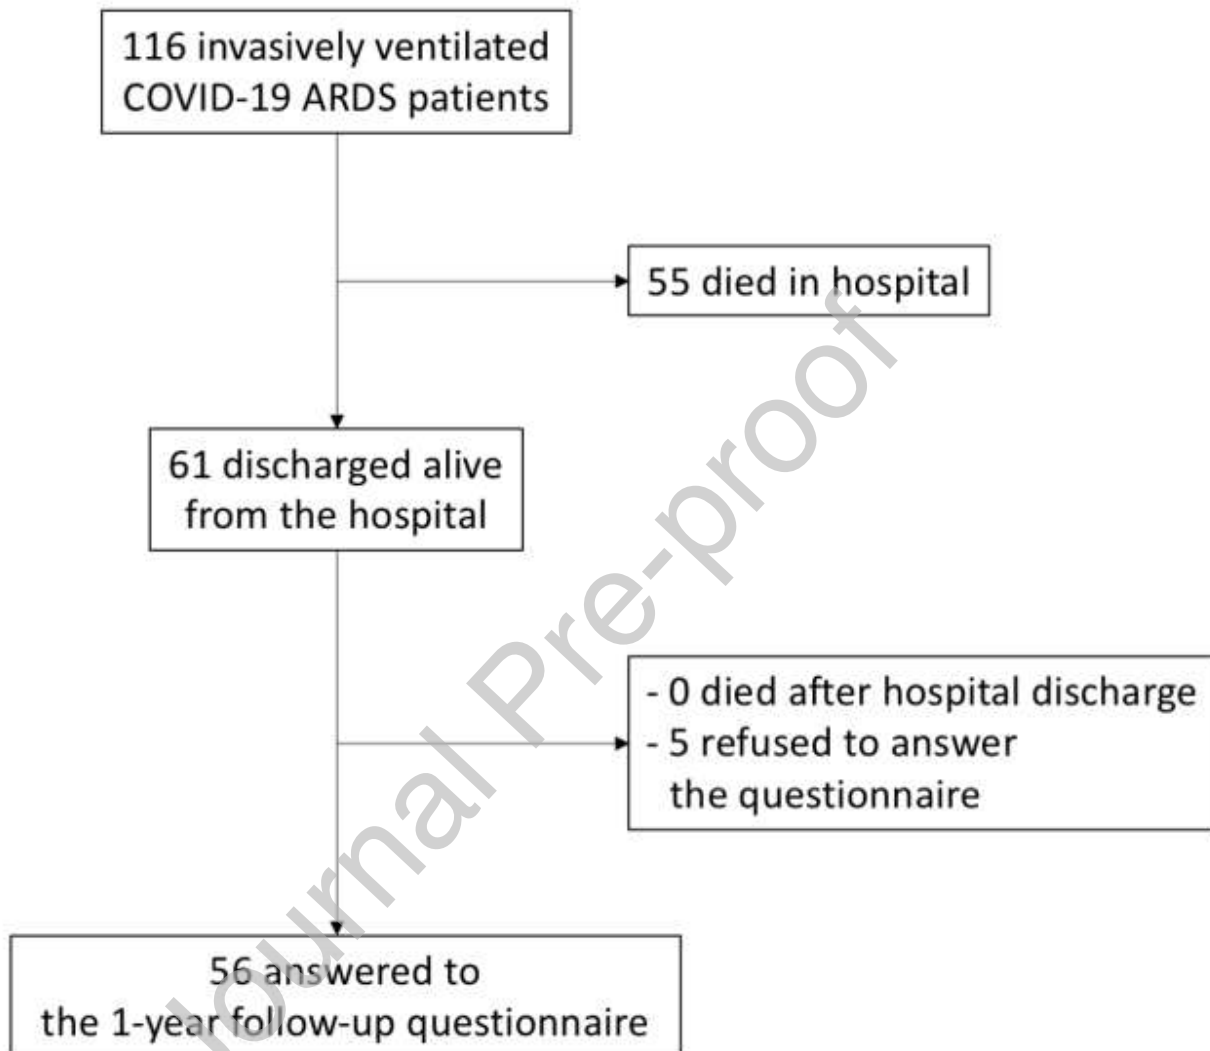 116 invasively ventilated
COVID-19 ARDS patients
55 died in hospital
61 discharged alive
from the hospital
- 0 died after hospital discharge
- 5 refused to answer
the questionnaire
56 answered to
the 1-year follow-up questionnaire
Journal Pre-proof